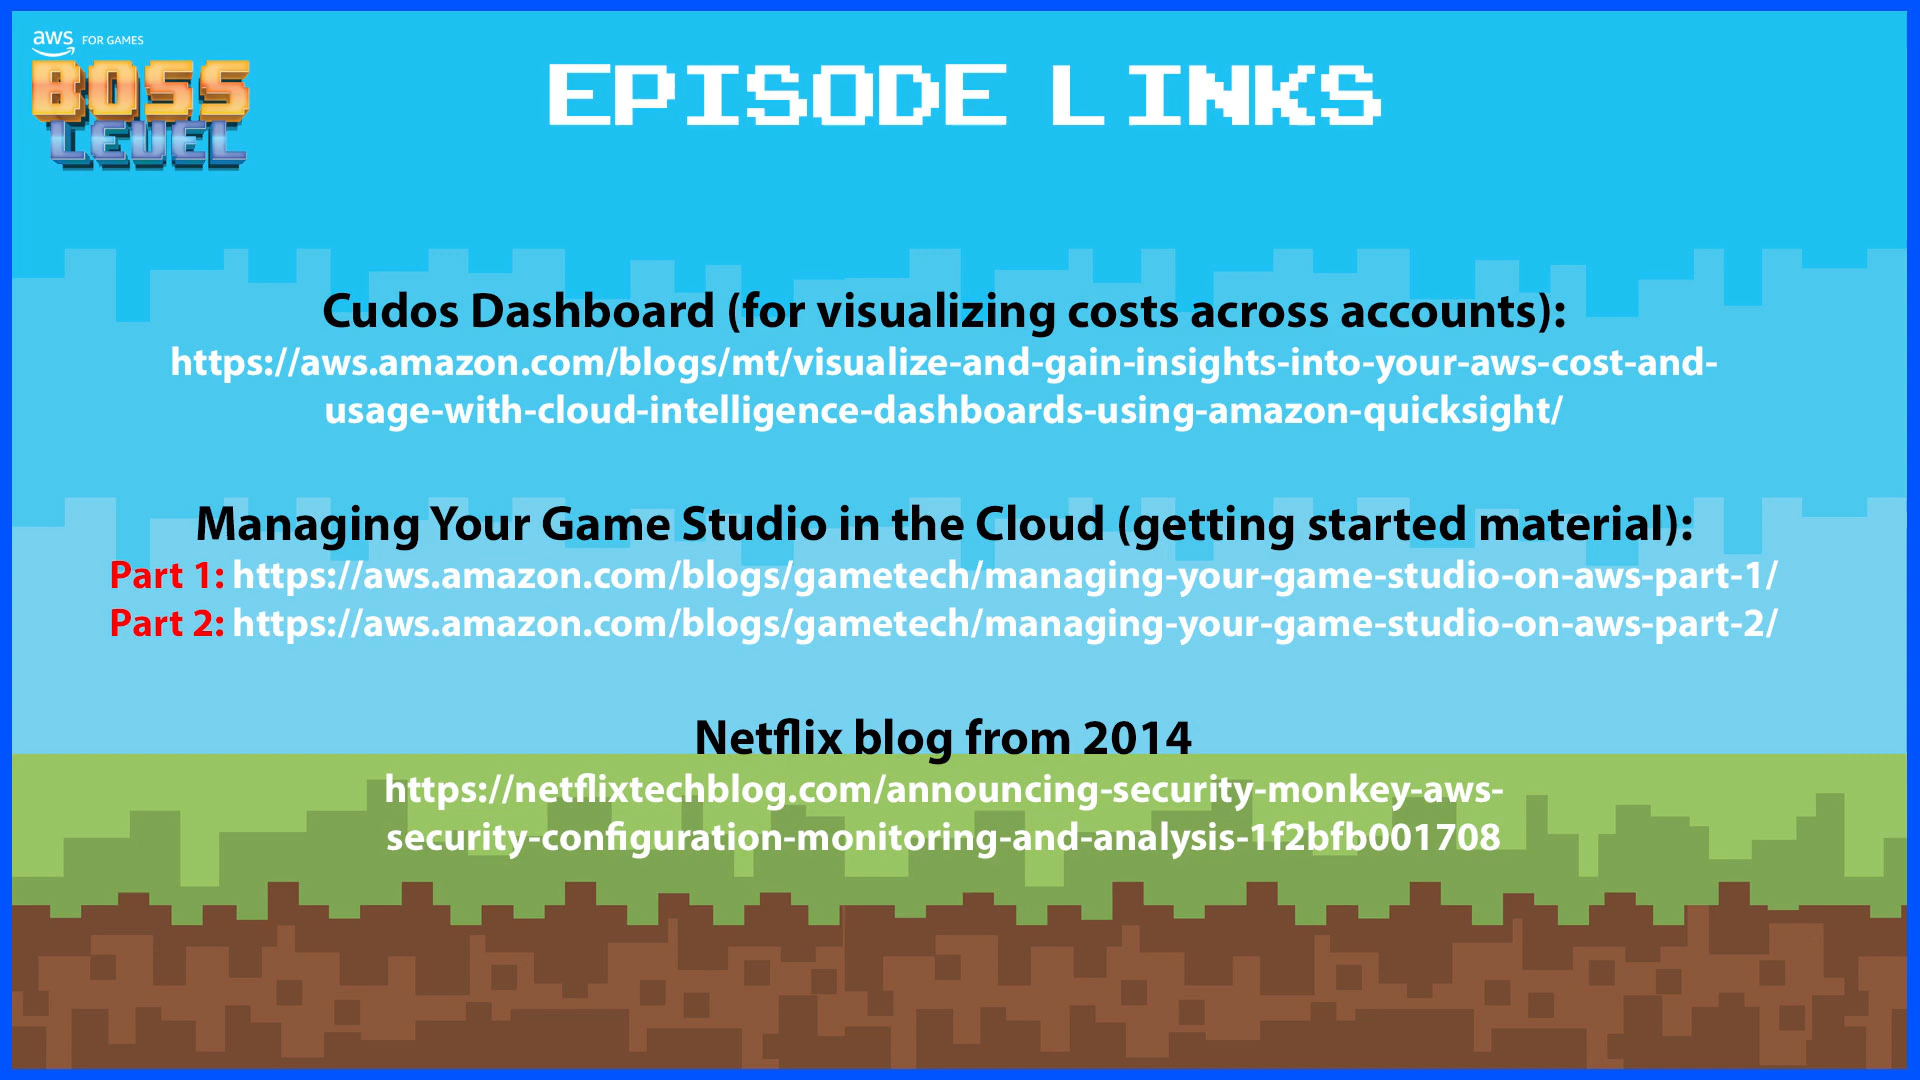 aws FOR GAMES
BOSS
LEVEL
EPISODE LINKS
Cudos Dashboard (for visualizing costs across accounts):
https://aws.amazon.com/blogs/mt/visualize-and-gain-insights-into-your-aws-cost-and-
usage-with-cloud-intelligence-dashboards-using-amazon-quicksight/
Managing Your Game Studio in the Cloud (getting started material):
Part 1: https://aws.amazon.com/blogs/gametech/managing-your-game-studio-on-aws-part-1/
Part 2: https://aws.amazon.com/blogs/gametech/managing-your-game-studio-on-aws-part-2/
Netflix blog from 2014
https://netflixtechblog.com/announcing-security-monkey-aws-
security-configuration-monitoring-and-analysis-1f2bfb001708